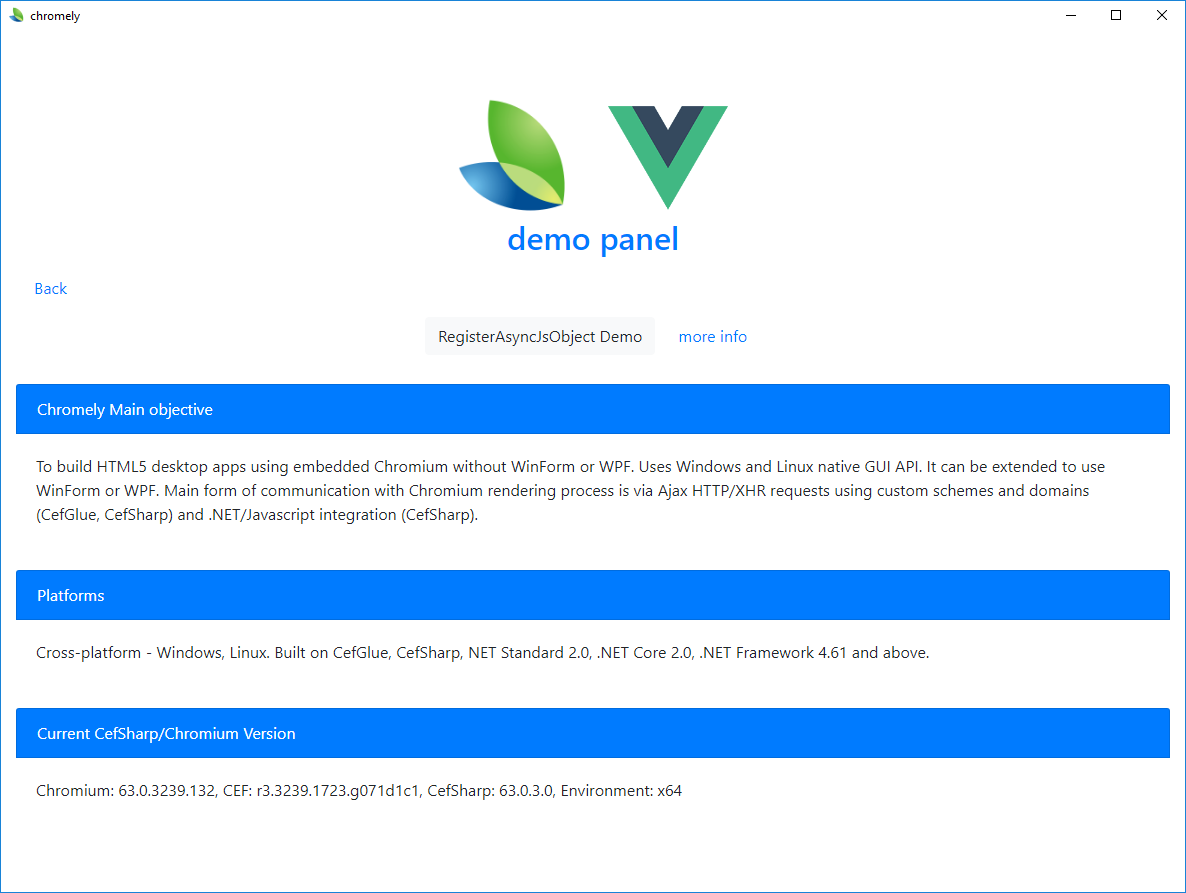 chromely
demo panel
Back
RegisterAsyncJsObject Demo
more info
Chromely Main objective
To build HTML5 desktop apps using embedded Chromium without WinForm or WPF. Uses Windows and Linux native GUI API. It can be extended to use
WinForm or WPF. Main form of communication with Chromium rendering process is via Ajax HTTP/XHR requests using custom schemes and domains
(CefGlue, CefSharp) and .NET/Javascript integration (CefSharp).
Platforms
Cross-platform - Windows, Linux. Built on CefGlue, CefSharp, NET Standard 2.0, .NET Core 2.0, .NET Framework 4.61 and above.
Current CefSharp/Chromium Version
Chromium: 63.0.3239.132, CEF: r3.3239.1723.g071d1c1, CefSharp: 63.0.3.0, Environment: x64